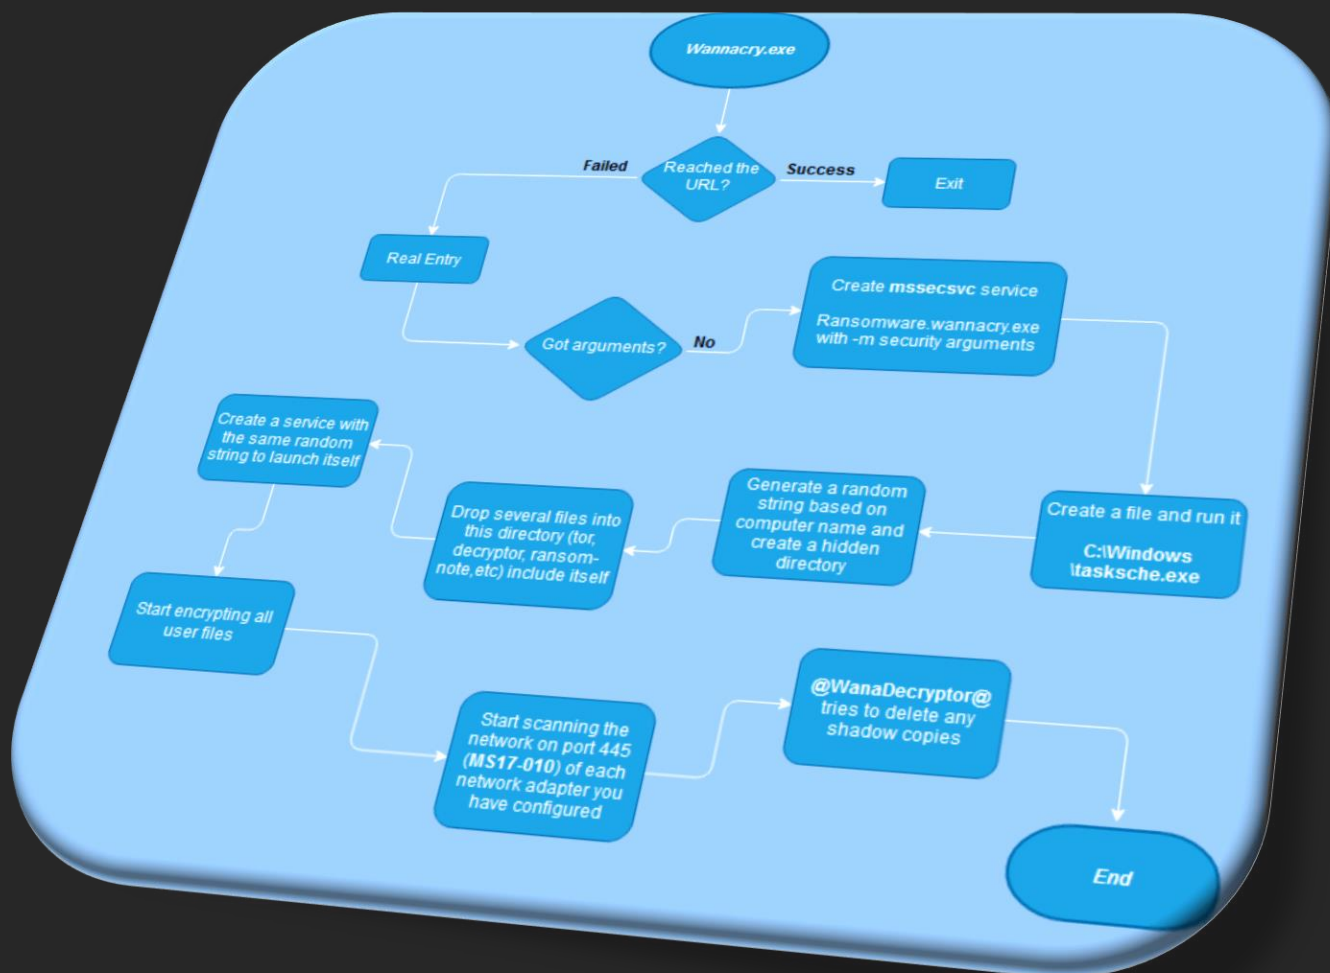 Wannacry.exe
Failed
Reached the
URL?
Success
Exit
Real Entry
Got arguments?
No
Create mssecsvc service
Ransomware.wannacry.exe
with -m security arguments
Create a file and run it
C:\Windows
\tasksche.exe
Generate a random
string based on
computer name and
create a hidden
directory
Drop several files into
this directory (tor,
decryptor, ransom-
note,etc) include itself
Create a service with
the same random
string to launch itself
Start encrypting all
user files
Start scanning the
network on port 445
(MS17-010) of each
network adapter you
have configured
@WanaDecryptor@
tries to delete any
shadow copies
End